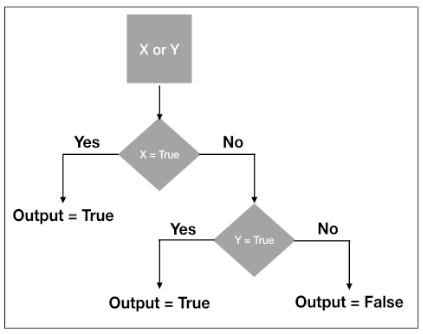 X or Y
Yes
No
X = True
Output = True
Yes
No
Y = True
Output = True
Output = False